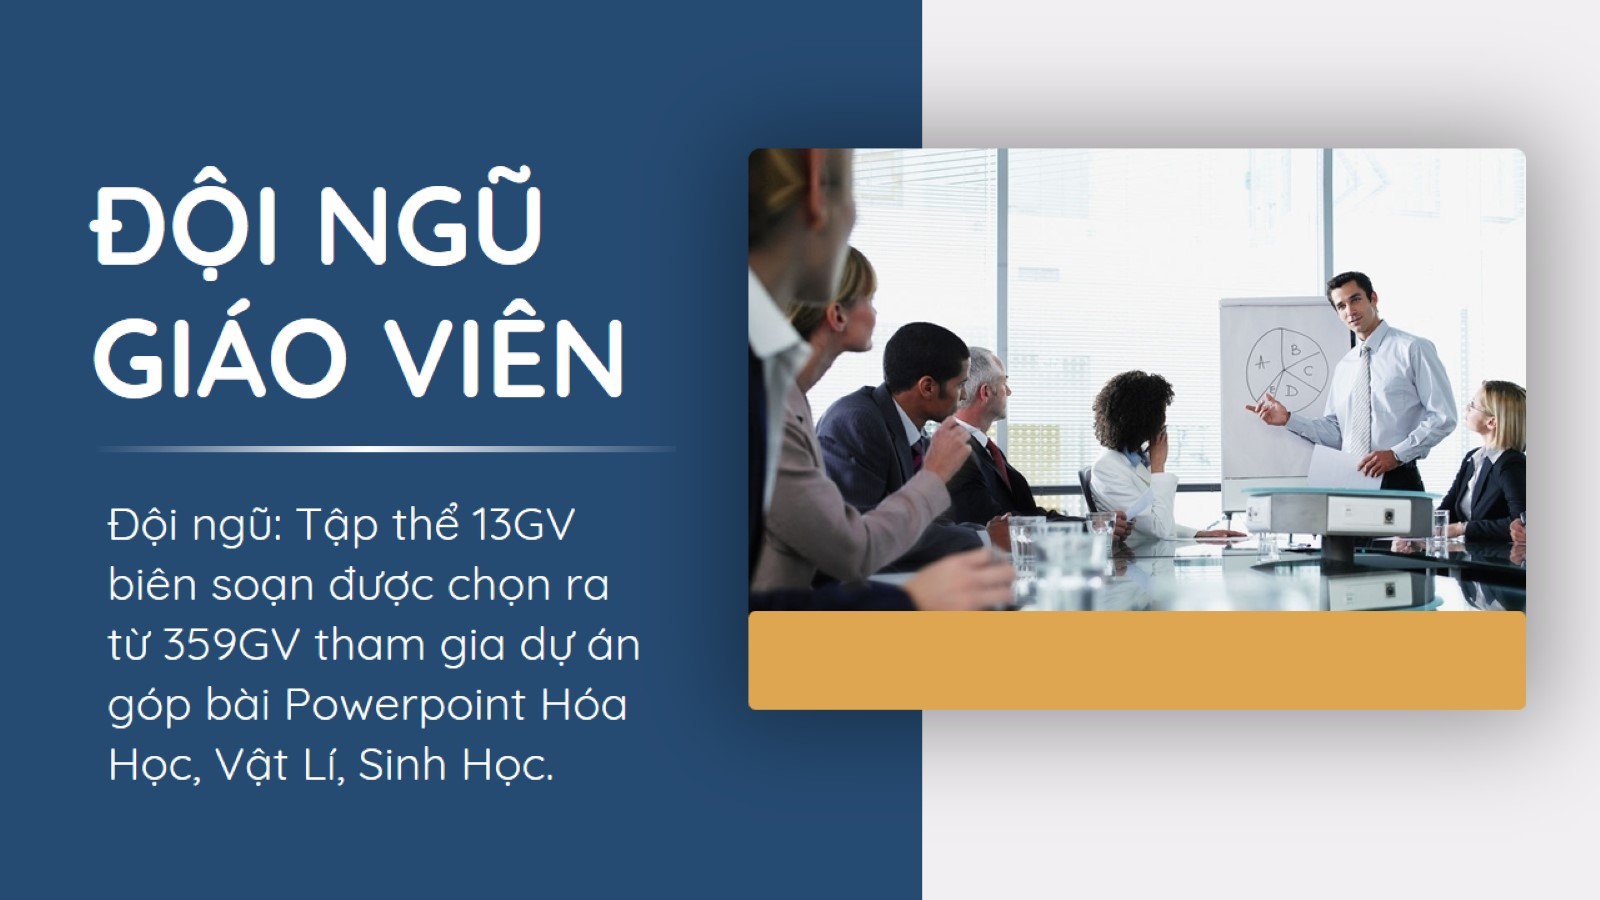 ĐỘI NGŨ
GIÁO VIÊN
Đội ngũ: Tập thể 13GV
biên soạn được chọn ra
từ 359GV tham gia dự án
góp bài Powerpoint Hóa
Học, Vật Lí, Sinh Học.
A
B
C
D
E